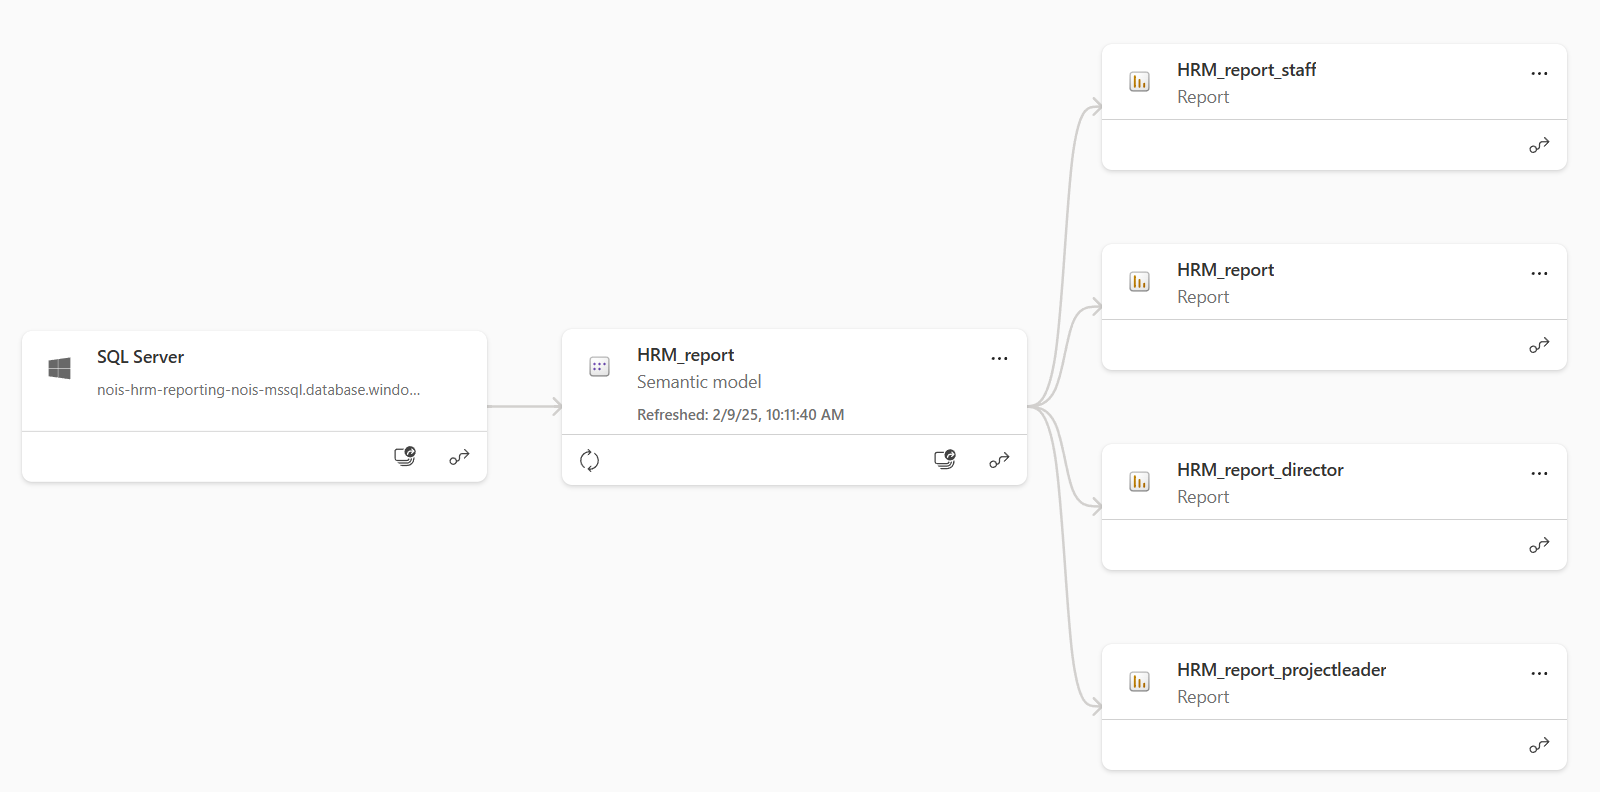 SQL Server
nois-hrm-reporting-nois-mssql.database.windo...
HRM_report
Semantic model
Refreshed: 2/9/25, 10:11:40 AM
HRM_report_staff
Report
HRM_report
Report
HRM_report_director
Report
HRM_report_projectleader
Report